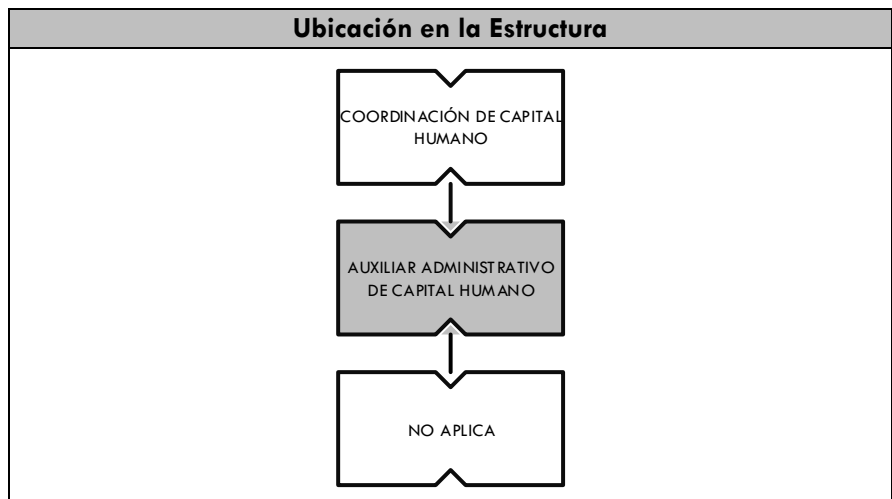 Ubicación en la Estructura
COORDINACIÓN DE CAPITAL
HUMANO
AUXILIAR ADMINISTRATIVO
DE CAPITAL HUMANO
NO APLICA